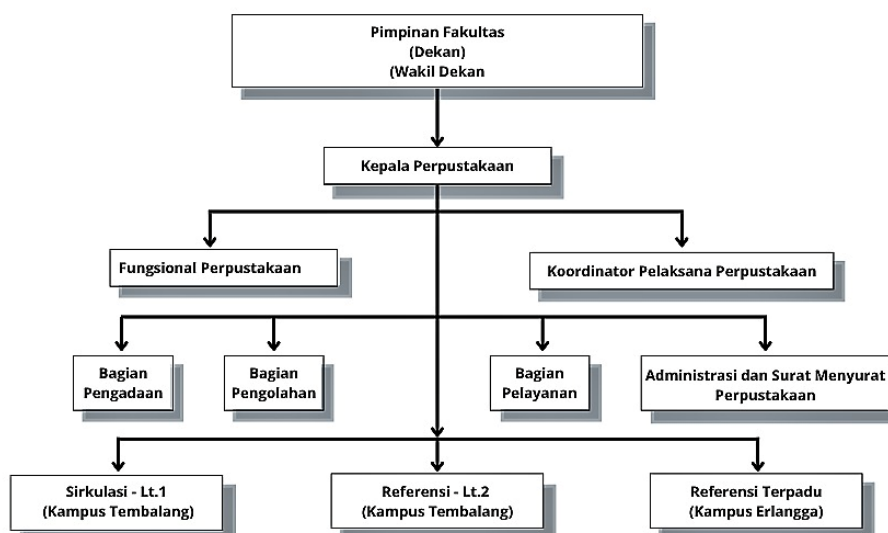 Pimpinan Fakultas
(Dekan)
(Wakil Dekan
Kepala Perpustakaan
Fungsional Perpustakaan
Koordinator Pelaksana Perpustakaan
Bagian
Pengadaan
Bagian
Pengolahan
Bagian
Pelayanan
Administrasi dan Surat Menyurat
Perpustakaan
Sirkulasi - Lt.1
(Kampus Tembalang)
Referensi - Lt.2
(Kampus Tembalang)
Referensi Terpadu
(Kampus Erlangga)